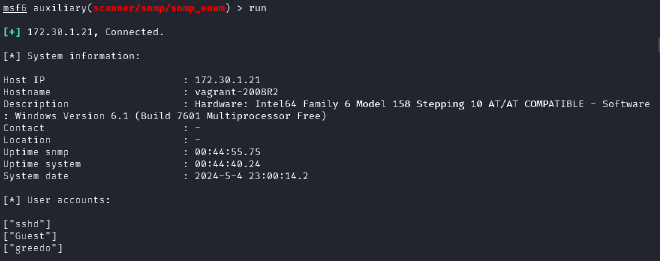 msf6 auxiliary(scanner/snmp/snmp_enum) > run
[+] 172.30.1.21, Connected.
[*] System information:
Host IP : 172.30.1.21
Hostname : vagrant-2008R2
Description : Hardware: Intel64 Family 6 Model 158 Stepping 10 AT/AT COMPATIBLE - Software
: Windows Version 6.1 (Build 7601 Multiprocessor Free)
Contact : -
Location : -
Uptime snmp : 00:44:55.75
Uptime system : 00:44:40.24
System date : 2024-5-4 23:00:14.2
[*] User accounts:
["sshd"]
["Guest"]
["greedo"]